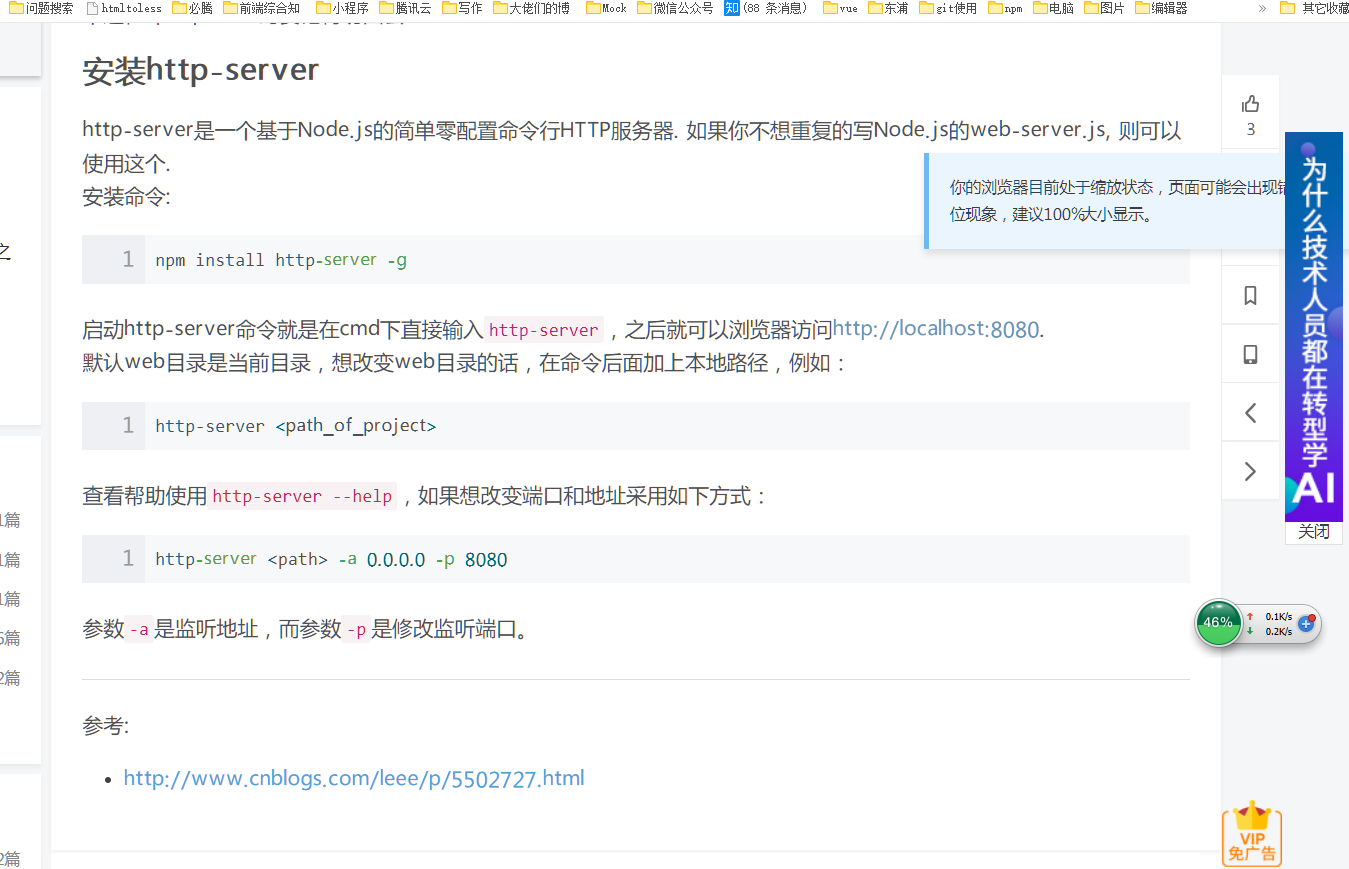 问题搜索 htmltoless 必腾 前端综合知 小程序 腾讯云 写作 大佬们的博 Mock 微信公众号 知 (88 条消息) vue 东浦 git使用 npm 电脑 图片 编辑器 » 其它收藏
安装http-server
http-server是一个基于Node.js的简单零配置命令行HTTP服务器. 如果你不想重复的写Node.js的web-server.js, 则可以
使用这个.
安装命令:
1 npm install http-server -g
启动http-server命令就是在cmd下直接输入 http-server ，之后就可以浏览器访问http://localhost:8080.
默认web目录是当前目录，想改变web目录的话，在命令后面加上本地路径，例如：
1 http-server <path_of_project>
查看帮助使用 http-server --help ，如果想改变端口和地址采用如下方式：
1 http-server <path> -a 0.0.0.0 -p 8080
参数 -a 是监听地址，而参数 -p 是修改监听端口。
参考:
http://www.cnblogs.com/leee/p/5502727.html
之
1篇
1篇
1篇
6篇
2篇
2篇
3
你的浏览器目前处于缩放状态，页面可能会出现错
位现象，建议100%大小显示。
为什么技术人员都在转型学
AI
关闭
46%
0.1K/s
0.2K/s
VIP
免广告